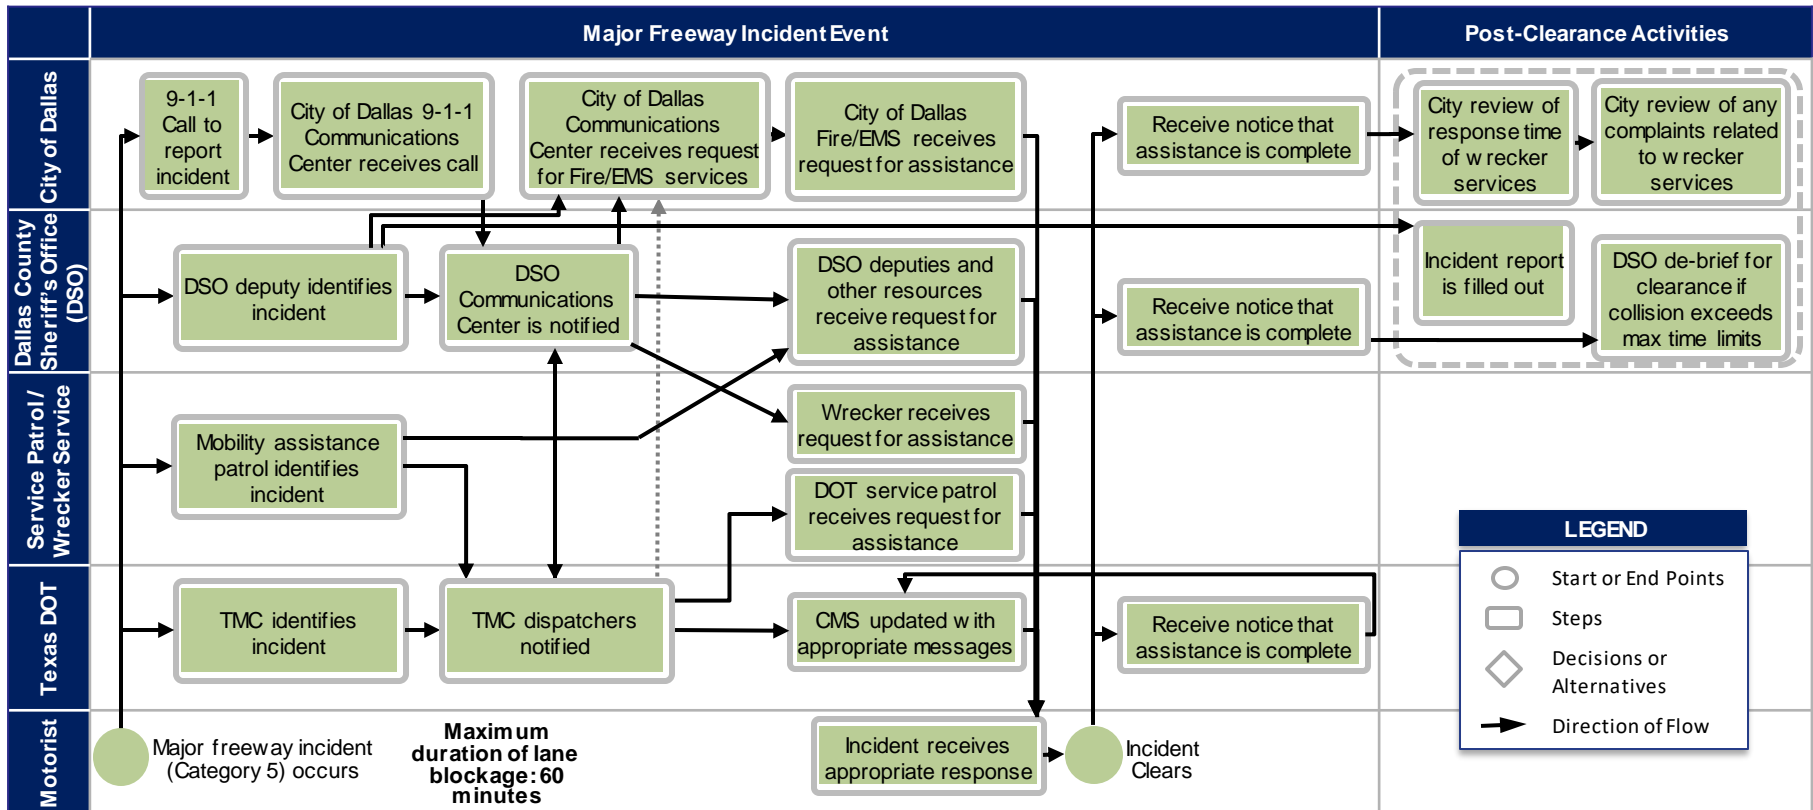 Major Freeway Incident Event
Post-Clearance Activities
City of Dallas
9-1-1
Call to
report
incident
City of Dallas 9-1-1
Communications
Center receives call
City of Dallas
Communications
Center receives request
for Fire/EMS services
City of Dallas
Fire/EMS receives
request for assistance
Receive notice that
assistance is complete
City review of
response time
of wrecker
services
City review of any
complaints related
to wrecker
services
Dallas County
Sheriff's Office
(DSO)
DSO deputy identifies
incident
DSO
Communications
Center is notified
DSO deputies and
other resources
receive request for
assistance
Receive notice that
assistance is complete
Incident report
is filled out
DSO de-brief for
clearance if
collision exceeds
max time limits
Service Patrol /
Wrecker Service
Mobility assistance
patrol identifies
incident
Wrecker receives
request for assistance
DOT service patrol
receives request for
assistance
Texas DOT
TMC identifies
incident
TMC dispatchers
notified
CMS updated with
appropriate messages
Receive notice that
assistance is complete
Motorist
Major freeway incident
(Category 5) occurs
Maximum
duration of lane
blockage: 60
minutes
Incident receives
appropriate response
Incident
Clears
LEGEND
Start or End Points
Steps
Decisions or
Alternatives
Direction of Flow